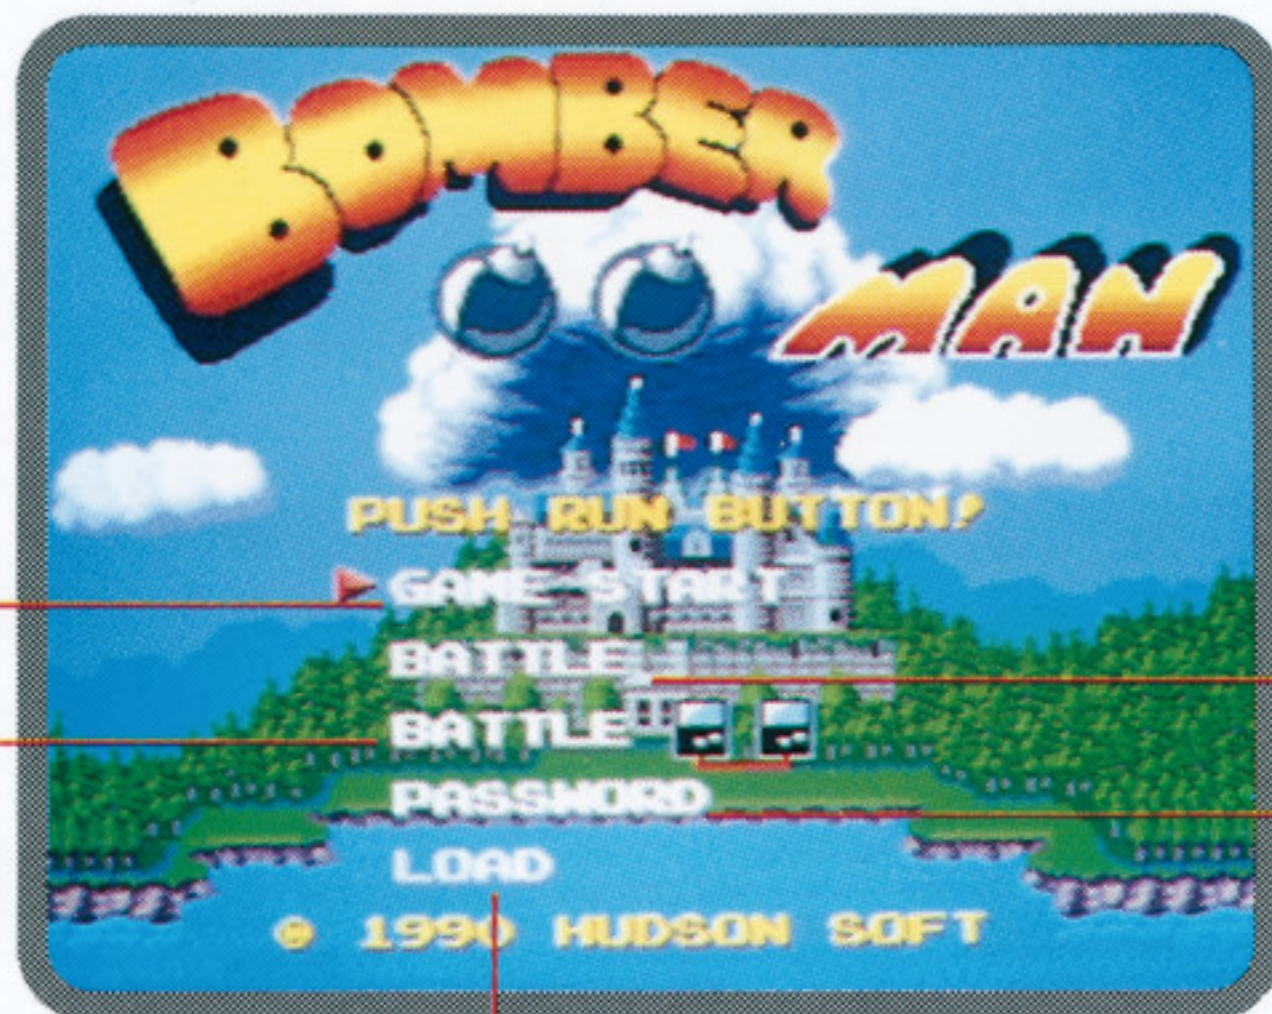 BOMBER
MAN
PUSH RUN BUTTON!
GAME START
BATTLE
BATTLE
PASSWORD
LOAD
© 1990 HUDSON SOFT